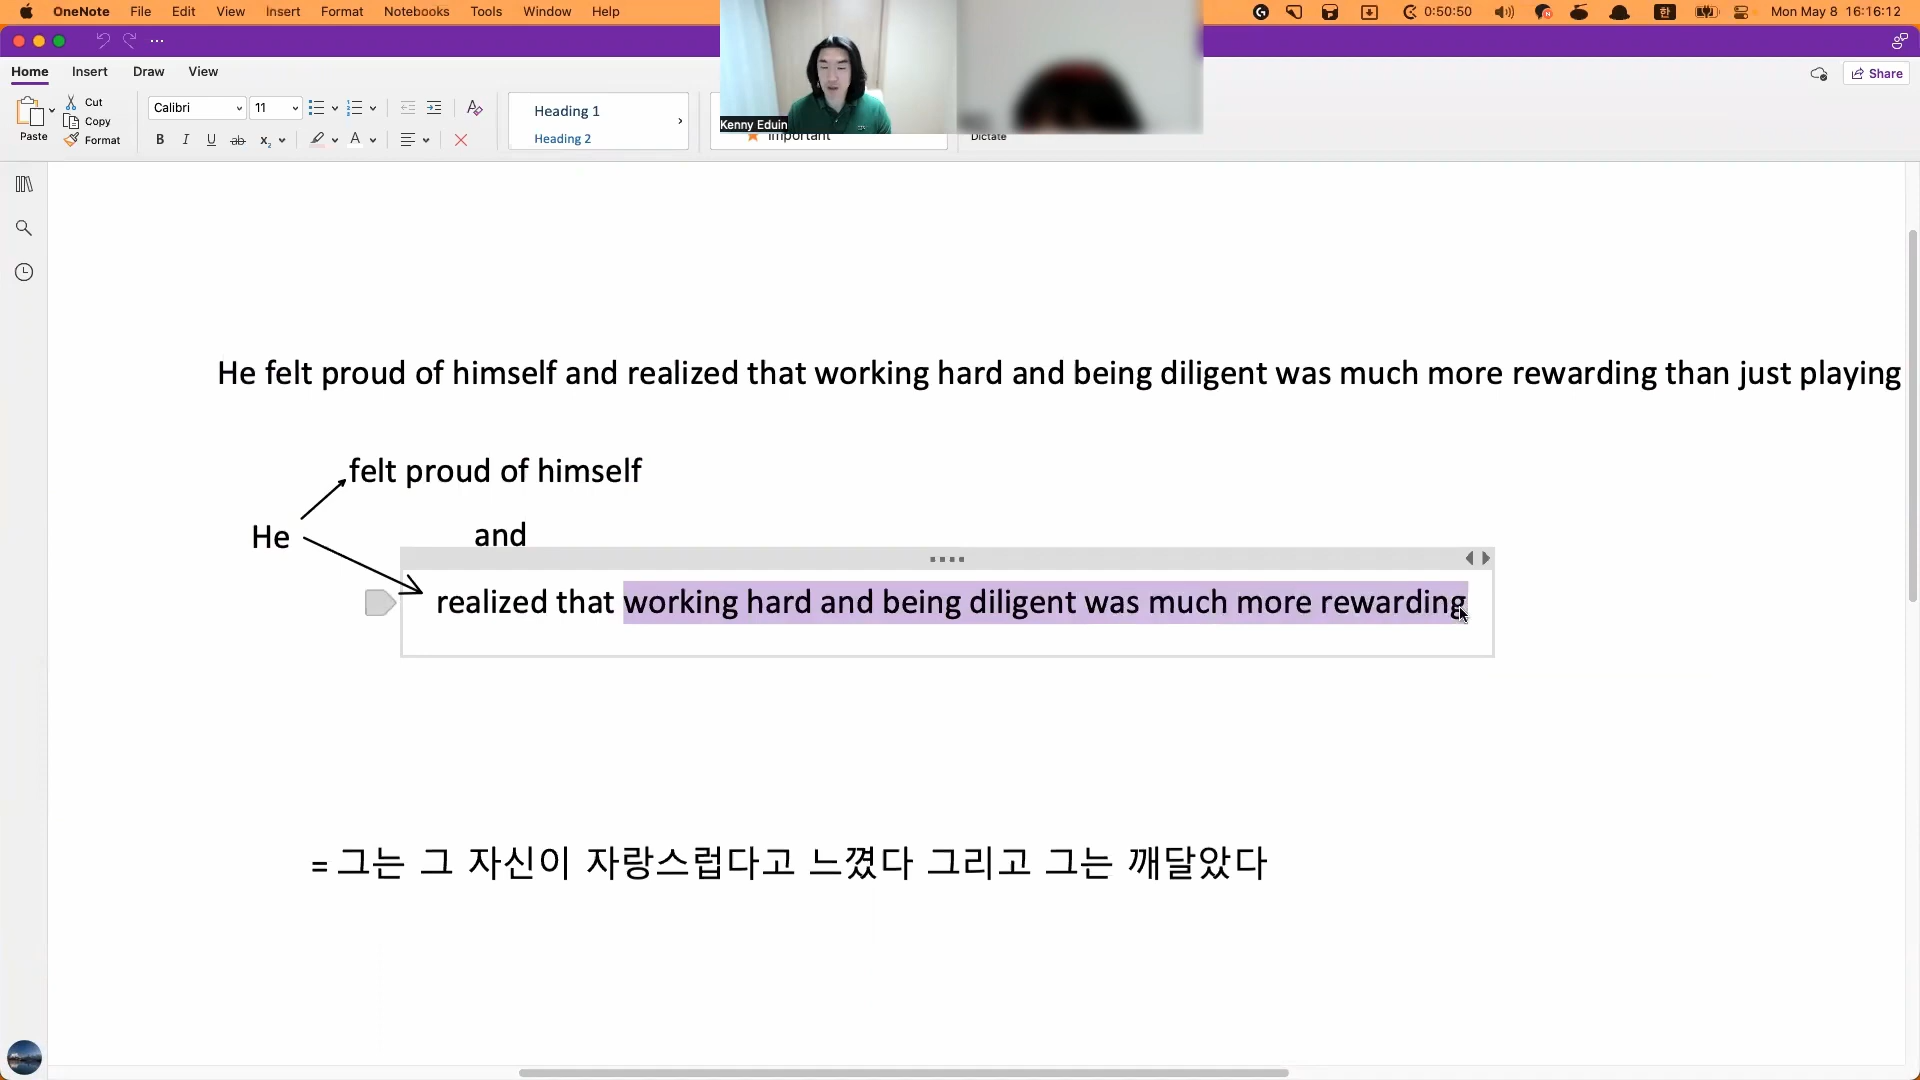 OneNote File Edit View Insert Format Notebooks Tools Window Help 0:50:50 한 Mon May 8 16:16:12
Home Insert Draw View Share
Paste Cut Copy Format
Calibri 11
B I U ab x₂ A
Heading 1
Heading 2
Important
Dictate
Kenny Eduin
He felt proud of himself and realized that working hard and being diligent was much more rewarding than just playing
felt proud of himself
He
and
realized that working hard and being diligent was much more rewarding
= 그는 그 자신이 자랑스럽다고 느꼈다 그리고 그는 깨달았다